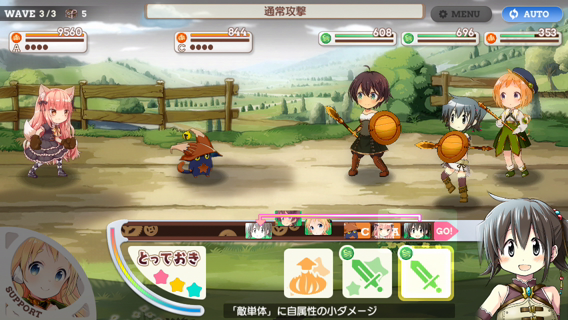 WAVE 3/3 5
通常攻撃
MENU
AUTO
9560
A
844
C
608
696
353
C
A
GO!
とっておき
SUPPORT
「敵単体」に自属性の小ダメージ